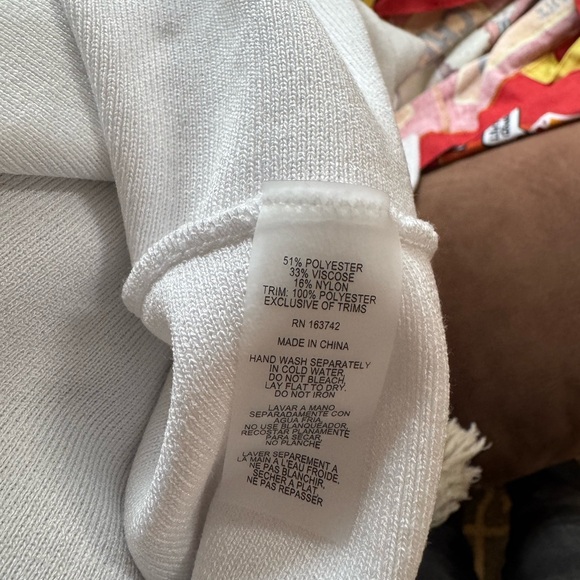 51% POLYESTER
33% VISCOSE
16% NYLON
TRIM: 100% POLYESTER
EXCLUSIVE OF TRIMS
RN 163742
MADE IN CHINA
HAND WASH SEPARATELY
IN COLD WATER,
DO NOT BLEACH,
LAY FLAT TO DRY.
DO NOT IRON
LAVAR A MANO
SEPARADAMENTE CON
AGUA FRIA,
NO USE BLANQUEADOR,
RECOSTAR PLANAMENTE
PARA SECAR
NO PLANCHE
LAVER SEPAREMENT A
LA MAIN A L'EAU FROIDE,
NE PAS BLANCHIR,
SECHER A PLAT,
NE PAS REPASSER